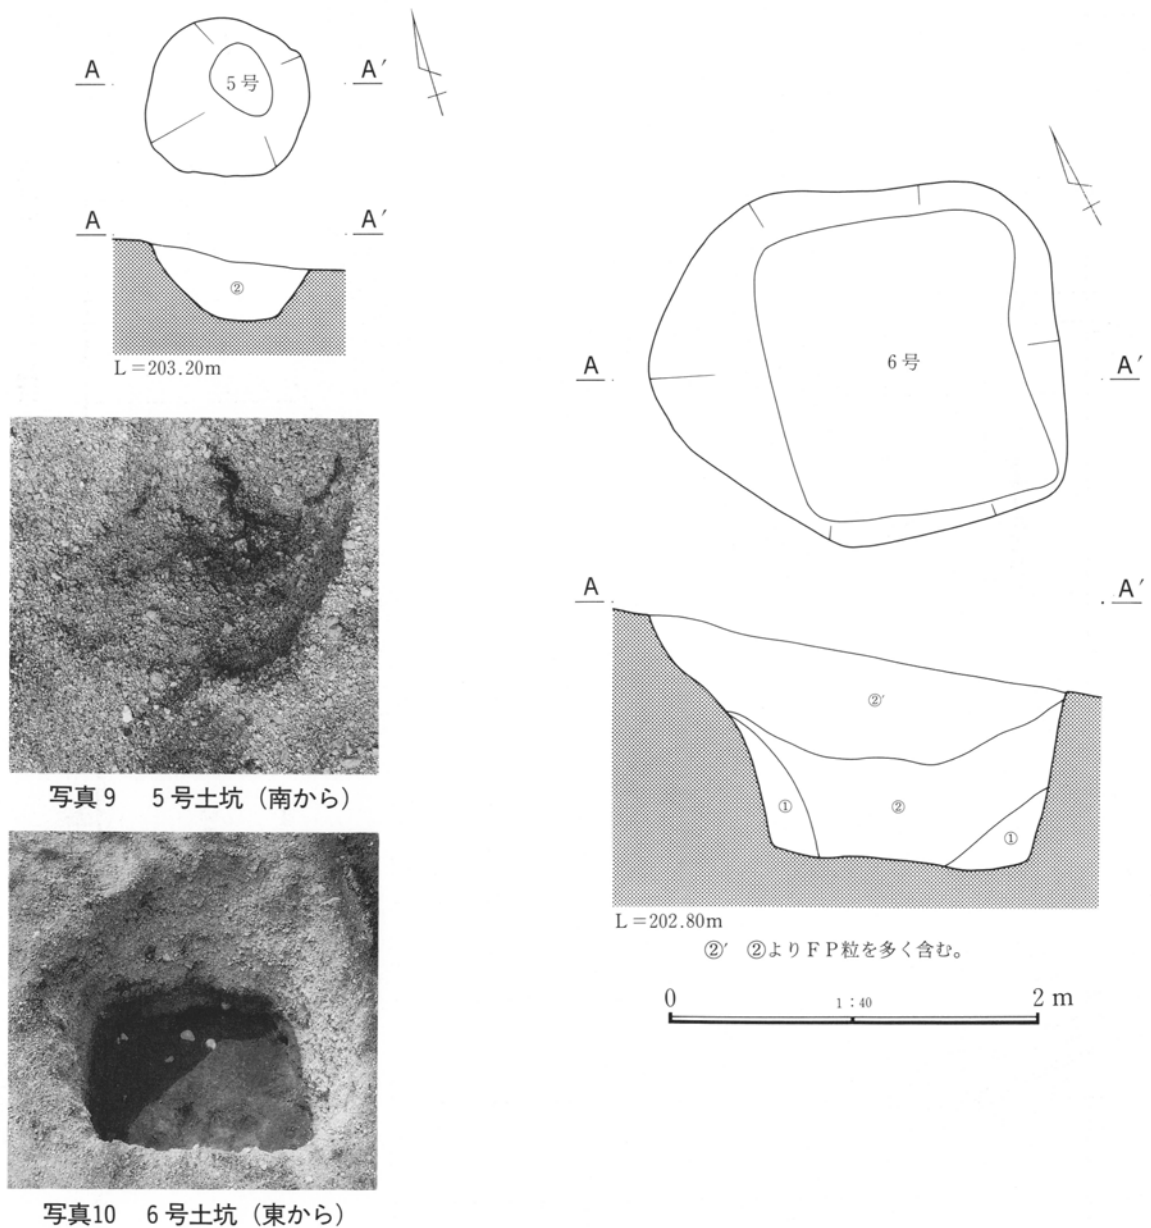 A A′
5号
A A′
②
L=203.20m
写真9 5号土坑(南から)
写真10 6号土坑(東から)
A A′
6号
A A′
②′
① ② ①
L=202.80m
②′ ②よりFP粒を多く含む。
0 1:40 2m